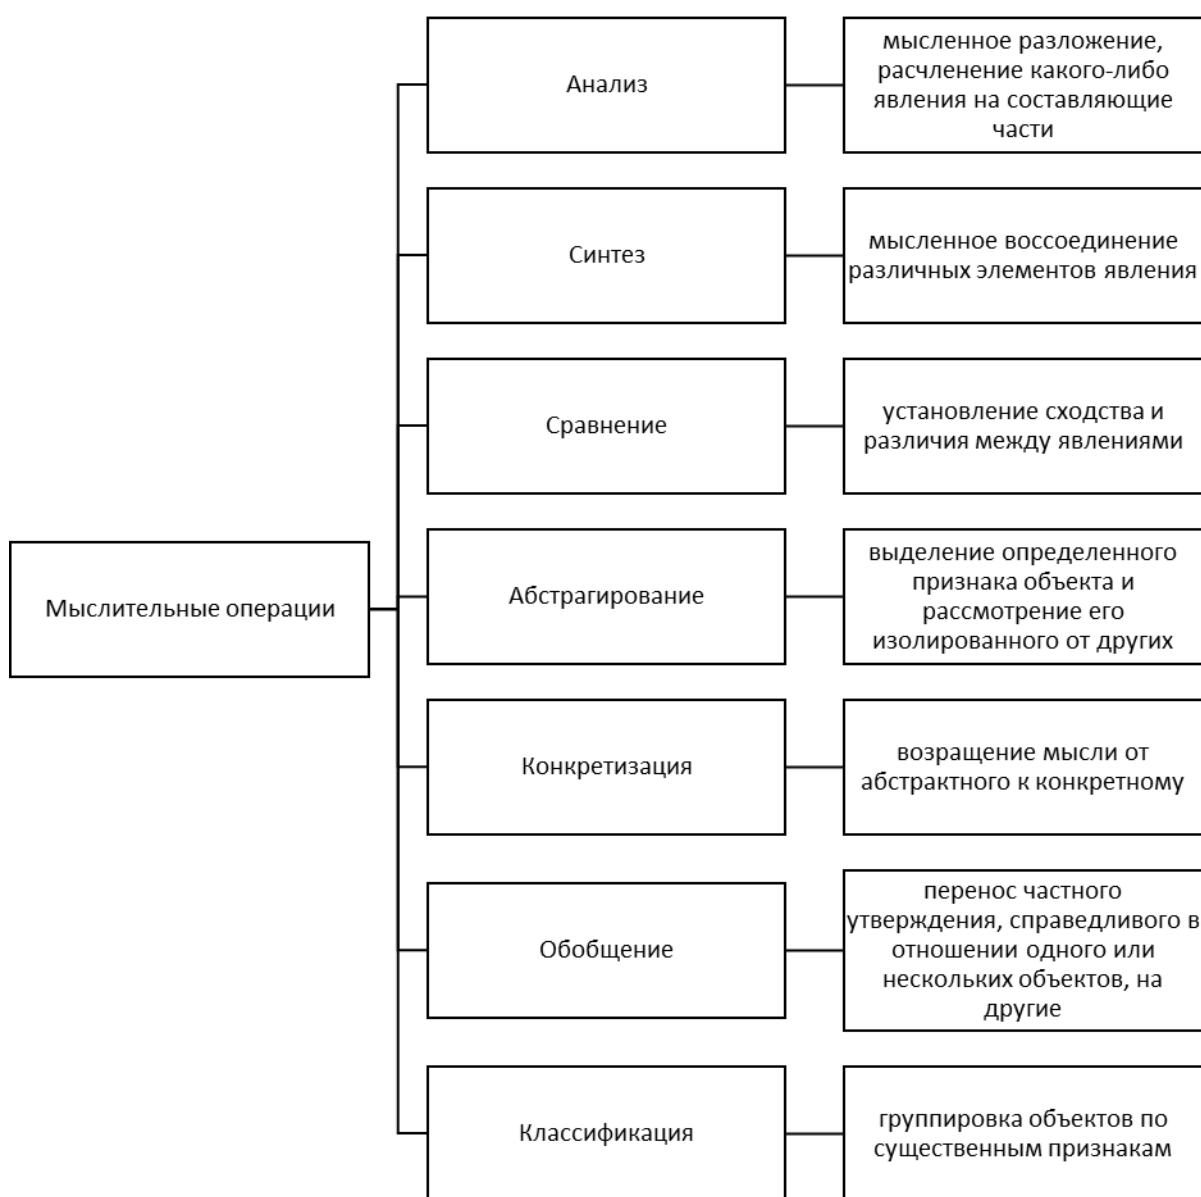 Мыслительные операции
Анализ
мысленное разложение,
расчленение какого-либо
явления на составляющие
части
Синтез
мысленное воссоединение
различных элементов явления
Сравнение
установление сходства и
различия между явлениями
Абстрагирование
выделение определенного
признака объекта и
рассмотрение его
изолированного от других
Конкретизация
возращение мысли от
абстрактного к конкретному
Обобщение
перенос частного
утверждения, справедливого в
отношении одного или
нескольких объектов, на
другие
Классификация
группировка объектов по
существенным признакам